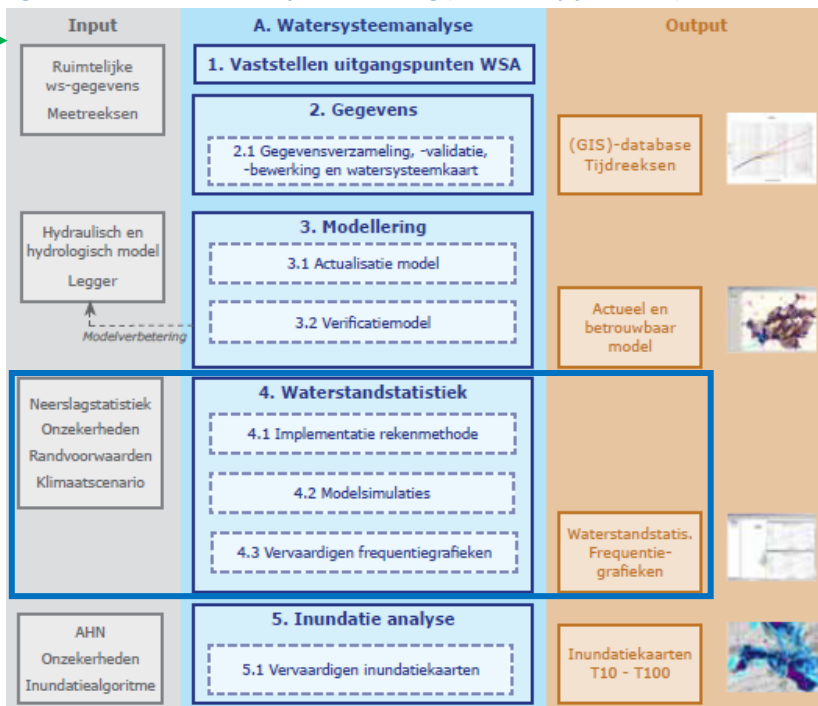 Input
A. Watersysteemanalyse
Output
Ruimtelijke
ws-gegevens
Meetreeksen
1. Vaststellen uitgangspunten WSA
2. Gegevens
2.1 Gegevensverzameling, -validatie,
-bewerking en watersysteemkaart
(GIS)-database
Tijdreeksen
Hydraulisch en
hydrologisch model
Legger
Modelverbetering
3. Modellering
3.1 Actualisatie model
3.2 Verificatiemodel
Actueel en
betrouwbaar
model
Neerslagstatistiek
Onzekerheden
Randvoorwaarden
Klimaatscenario
4. Waterstandstatistiek
4.1 Implementatie rekenmethode
4.2 Modelsimulaties
4.3 Vervaardigen frequentiegrafieken
Waterstandstatis.
Frequentie-
grafieken
AHN
Onzekerheden
Inundatiealgoritme
5. Inundatie analyse
5.1 Vervaardigen inundatiekaarten
Inundatiekaarten
T10 - T100